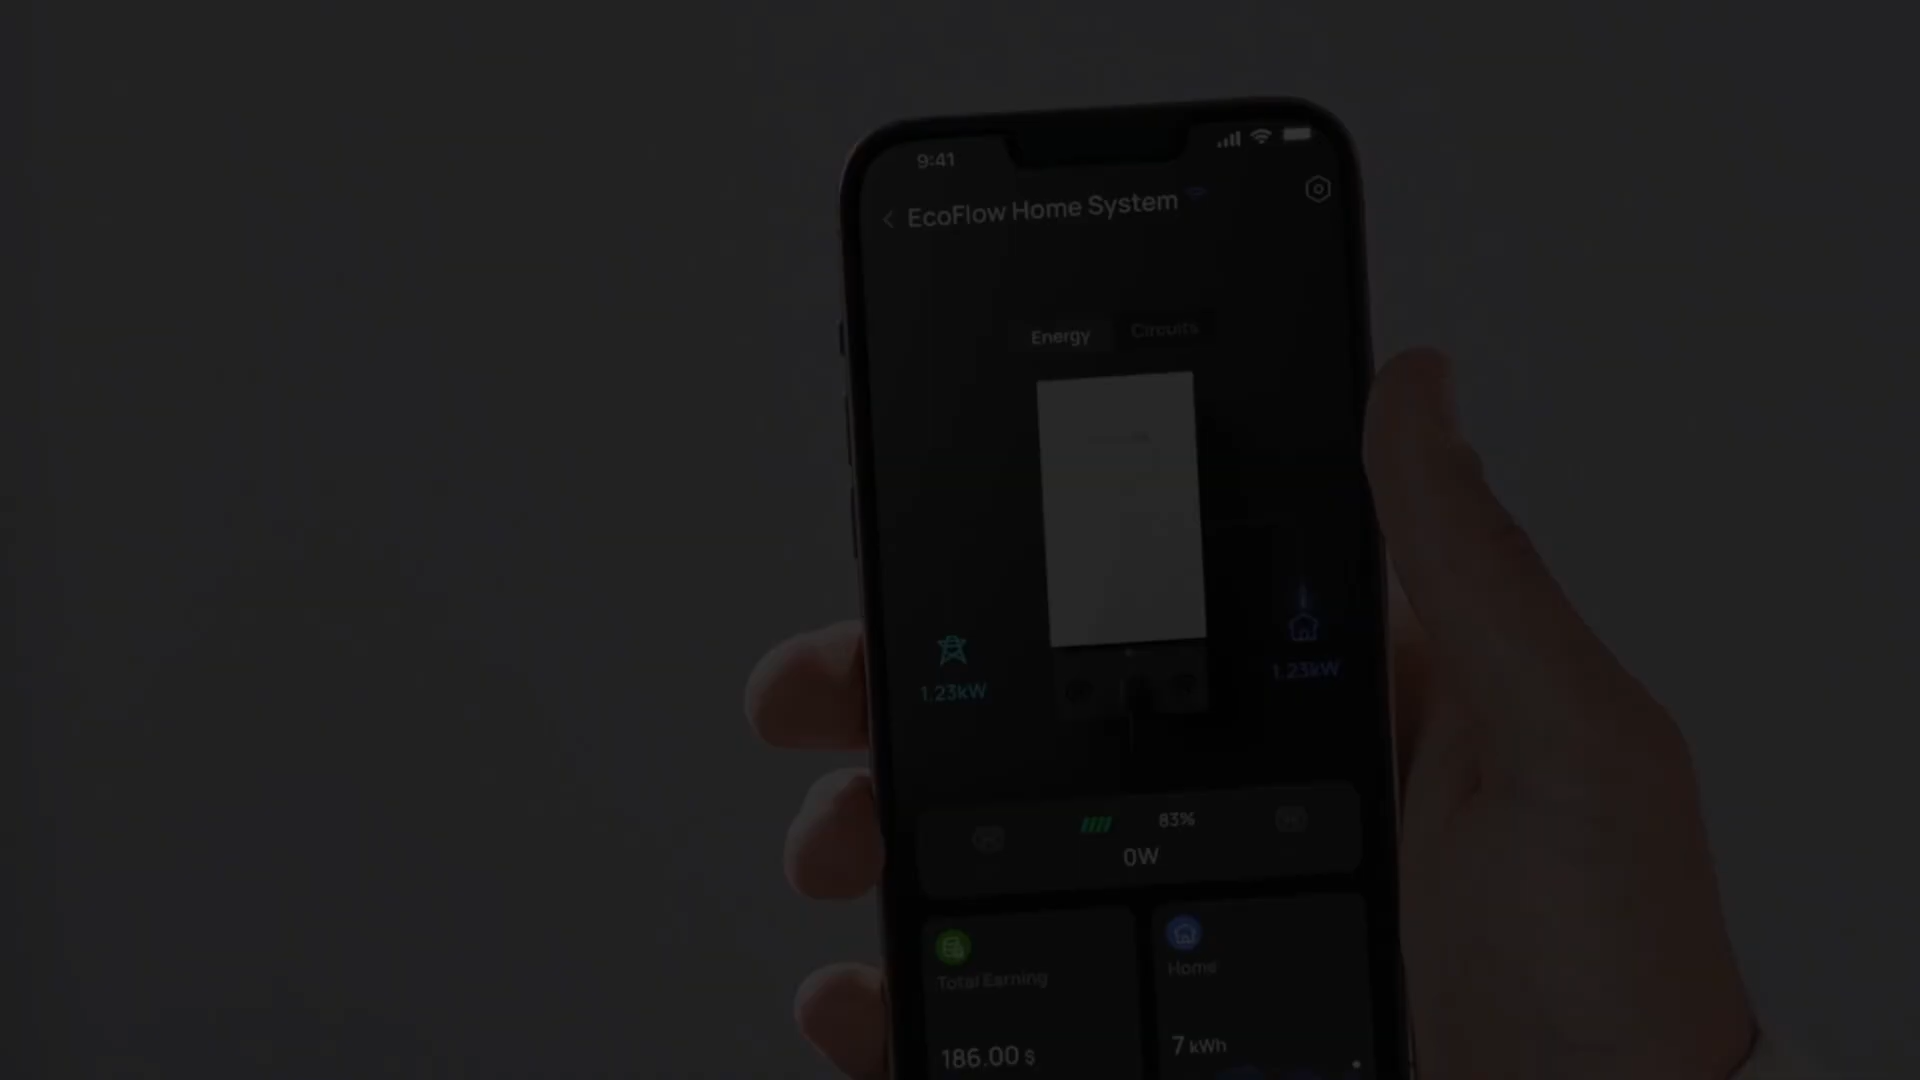 9:41
EcoFlow Home System
Energy Circuits
1.23kW
1.23kW
83%
0W
Total Earning
Home
186.00 $
7 kWh